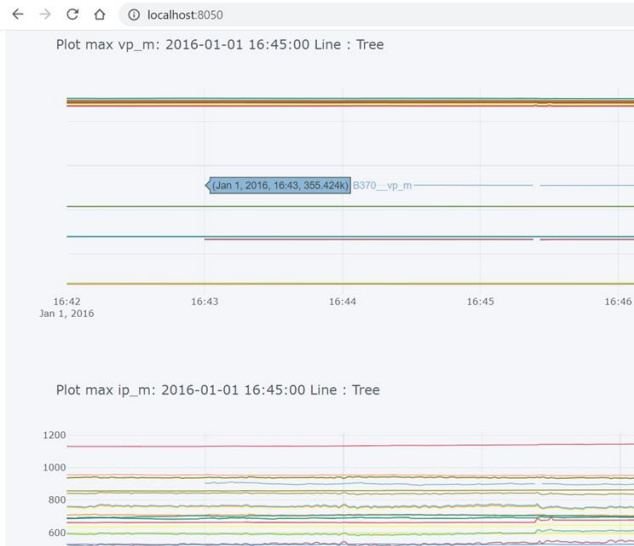 localhost:8050
Plot max vp_m: 2016-01-01 16:45:00 Line : Tree
(Jan 1, 2016, 16:43, 355.424k) B370__vp_m
16:42 16:43 16:44 16:45 16:46
Jan 1, 2016
Plot max ip_m: 2016-01-01 16:45:00 Line : Tree
1200
1000
800
600